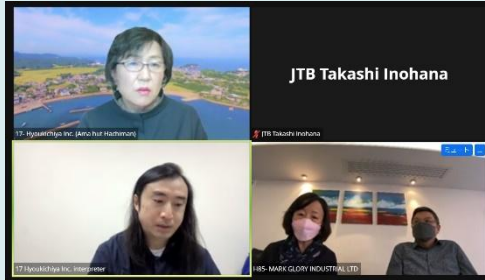 JTB Takashi Inohana
17- Hyoukichiya Inc. (Ama hut Hachiman)
JTB Takashi Inohana
17 Hyoukichiya Inc. Interpreter
H85- MARK GLORY INDUSTRIAL LTD